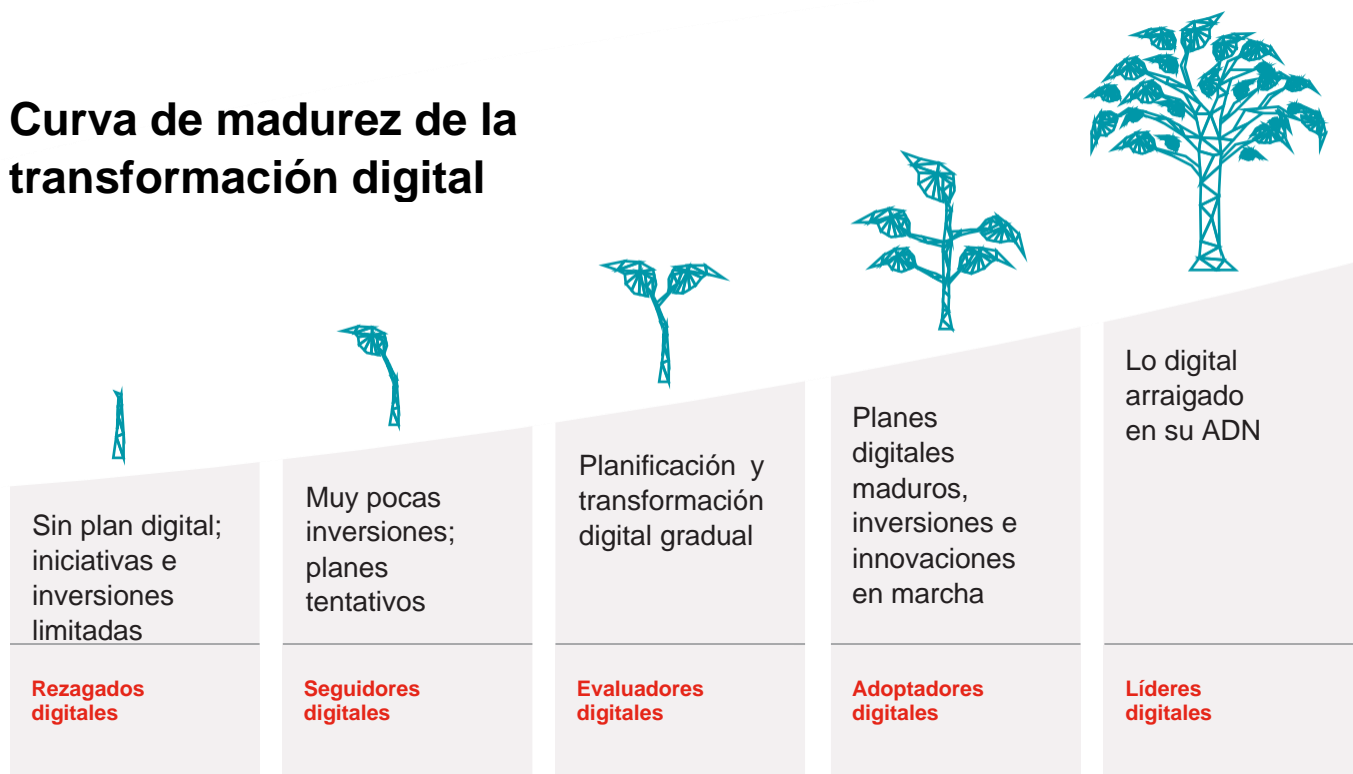 Curva de madurez de la
transformación digital
Sin plan digital;
iniciativas e
inversiones
limitadas
Rezagados
digitales
Muy pocas
inversiones;
planes
tentativos
Seguidores
digitales
Planificación y
transformación
digital gradual
Evaluadores
digitales
Planes
digitales
maduros,
inversiones e
innovaciones
en marcha
Adoptadores
digitales
Lo digital
arraigado
en su ADN
Líderes
digitales